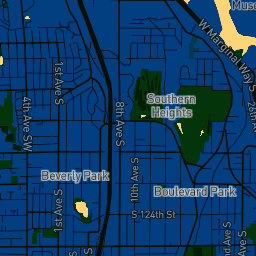 W Marginal Way S
1st Ave S
4th Ave SW
8th Ave S
Southern
Heights
Beverly Park
10th Ave S
Boulevard Park
1st Ave S
S 124th St